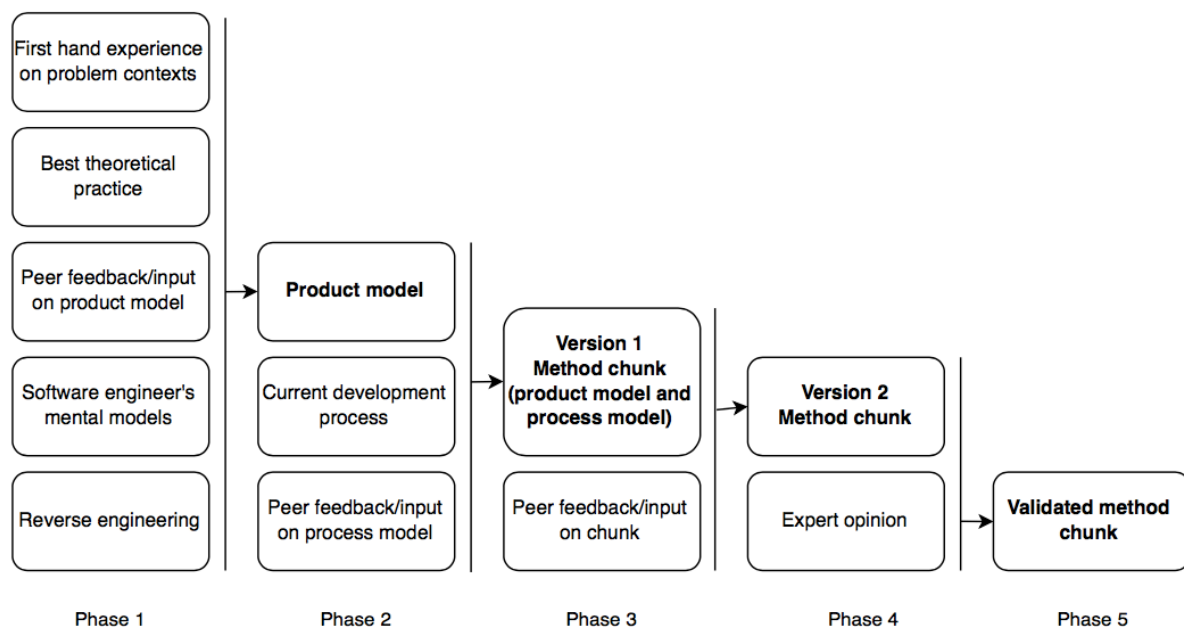 First hand experience
on problem contexts
Best theoretical
practice
Peer feedback/input
on product model
Software engineer's
mental models
Reverse engineering
Product model
Current development
process
Peer feedback/input
on process model
Version 1
Method chunk
(product model and
process model)
Peer feedback/input
on chunk
Version 2
Method chunk
Expert opinion
Validated method
chunk
Phase 1
Phase 2
Phase 3
Phase 4
Phase 5